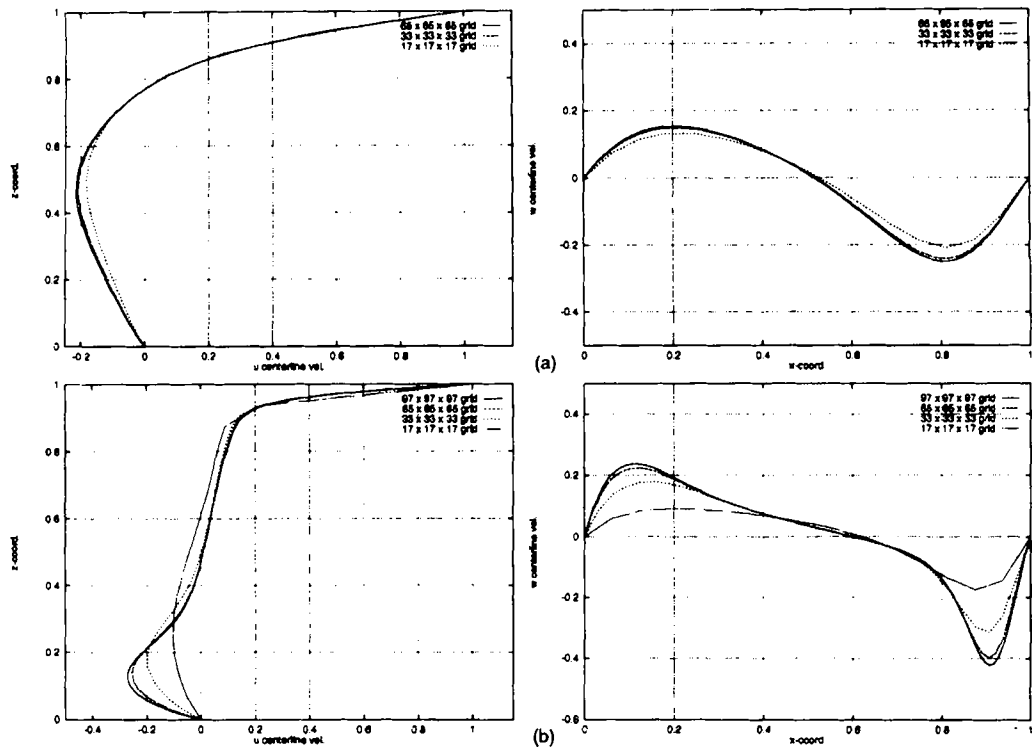 1
0.8
0.6
0.4
0.2
0
z-coord.
65 x 65 x 65 grid
33 x 33 x 33 grid
17 x 17 x 17 grid
-0.2
0
0.2
0.4
0.6
0.8
1
u centerline vel.
0.4
0.2
0
-0.2
-0.4
w centerline vel.
65 x 65 x 65 grid
33 x 33 x 33 grid
17 x 17 x 17 grid
0
0.2
0.4
0.6
0.8
1
x-coord
(a)
1
0.8
0.6
0.4
0.2
0
z-coord.
97 x 97 x 97 grid
65 x 65 x 65 grid
33 x 33 x 33 grid
17 x 17 x 17 grid
-0.4
-0.2
0
0.2
0.4
0.6
0.8
1
u centerline vel.
0.4
0.2
0
-0.2
-0.4
-0.6
w centerline vel.
97 x 97 x 97 grid
65 x 65 x 65 grid
33 x 33 x 33 grid
17 x 17 x 17 grid
0
0.2
0.4
0.6
0.8
1
x-coord
(b)